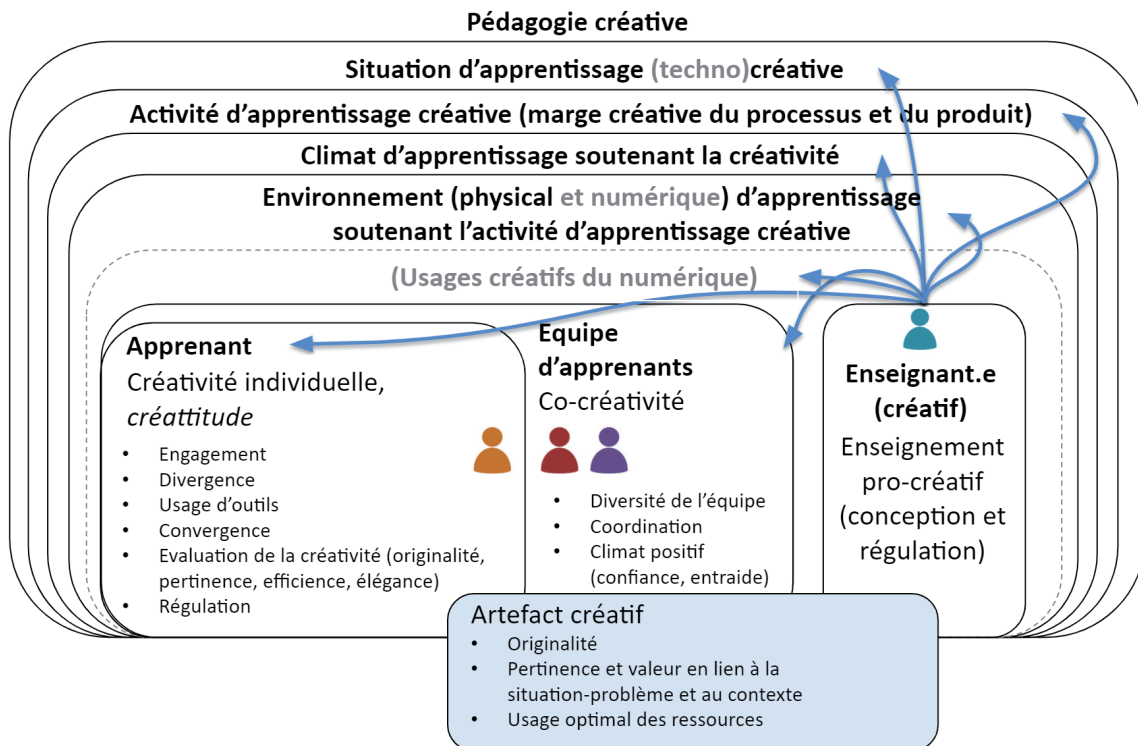 Pédagogie créative
Situation d'apprentissage (techno)créative
Activité d'apprentissage créative (marge créative du processus et du produit)
Climat d'apprentissage soutenant la créativité
Environnement (physical et numérique) d'apprentissage
soutenant l'activité d'apprentissage créative
(Usages créatifs du numérique)
Apprenant
Créativité individuelle,
créattitude
• Engagement
• Divergence
• Usage d'outils
• Convergence
• Evaluation de la créativité (originalité,
pertinence, efficience, élégance)
• Régulation
Equipe
d'apprenants
Co-créativité
• Diversité de l'équipe
• Coordination
• Climat positif
(confiance, entraide)
Enseignant.e
(créatif)
Enseignement
pro-créatif
(conception et
régulation)
Artefact créatif
• Originalité
• Pertinence et valeur en lien à la
situation-problème et au contexte
• Usage optimal des ressources